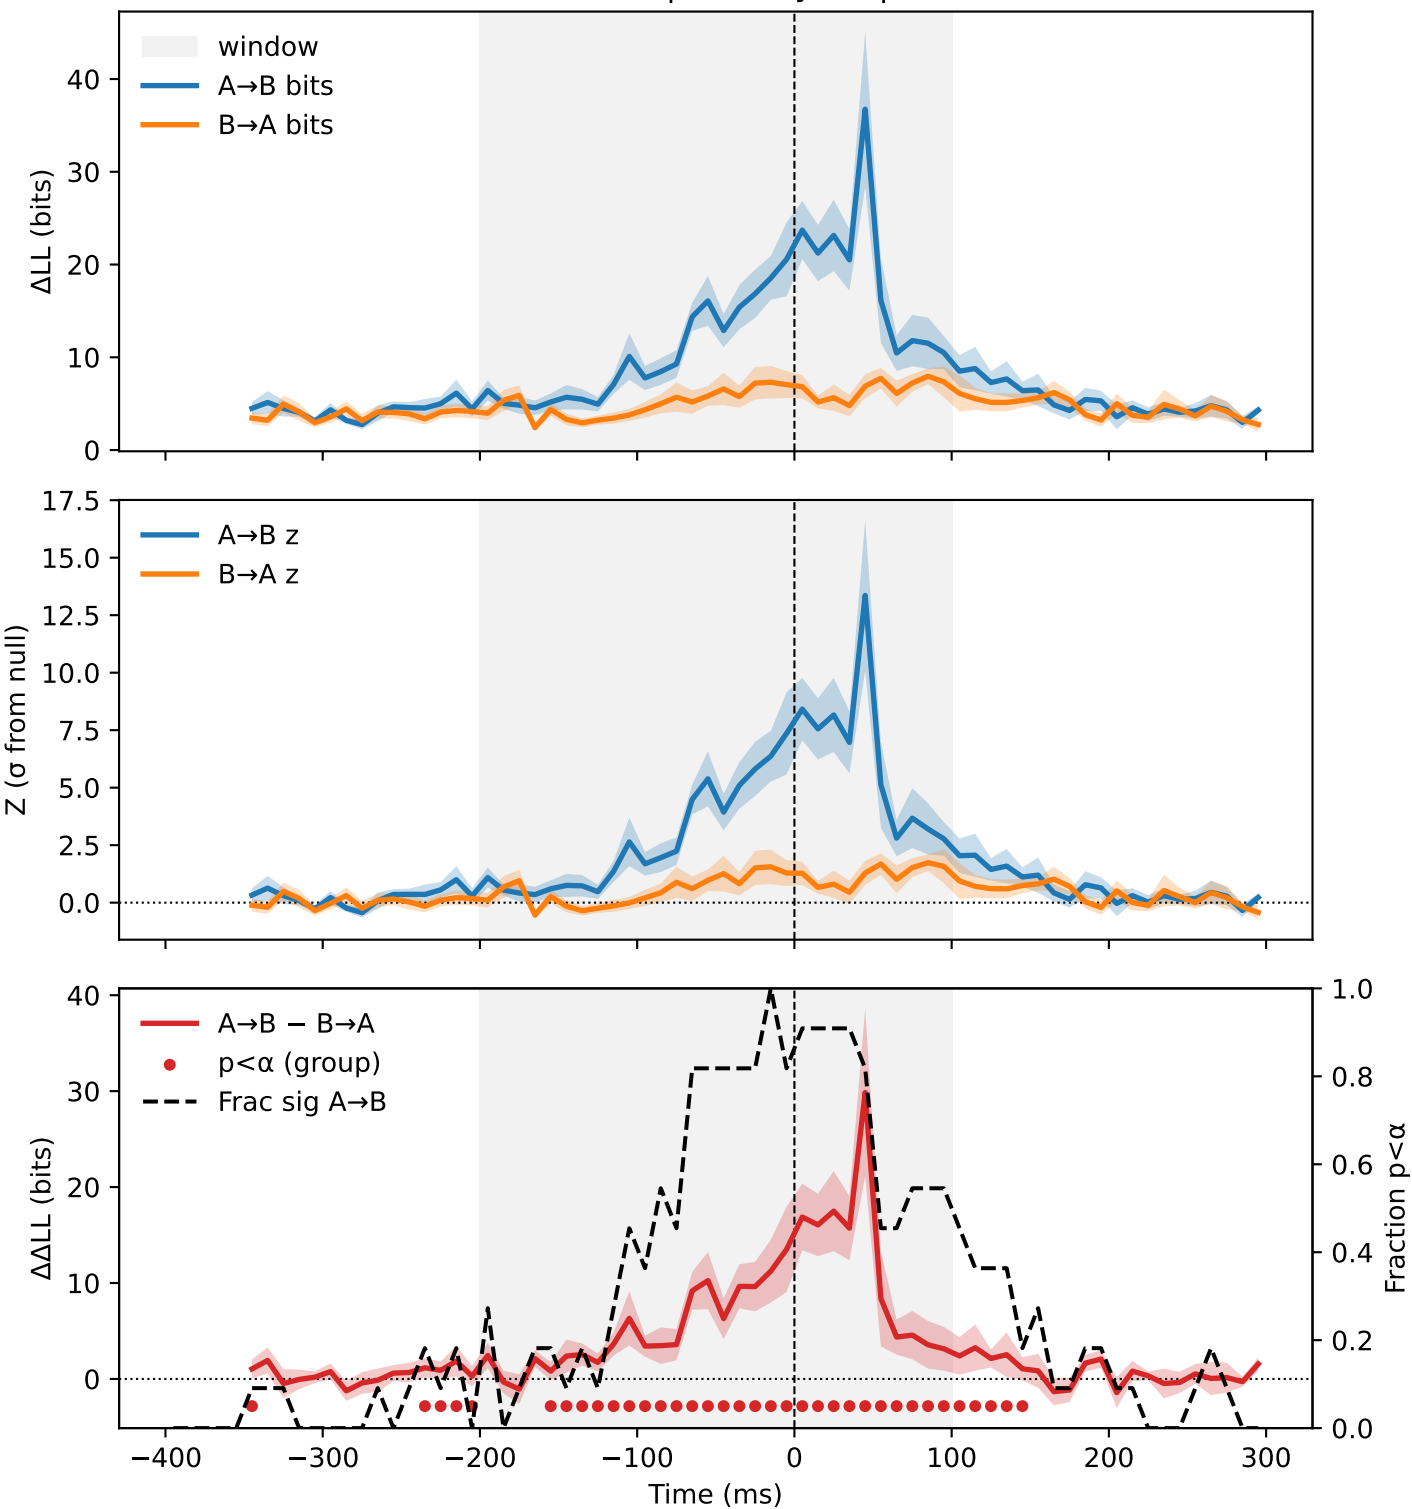 window
A→B bits
B→A bits
40
30
20
10
0
ΔLL (bits)
17.5
15.0
12.5
10.0
7.5
5.0
2.5
0.0
Z (σ from null)
A→B z
B→A z
40
30
20
10
0
ΔΔLL (bits)
A→B − B→A
p<α (group)
Frac sig A→B
1.0
0.8
0.6
0.4
0.2
0.0
Fraction p<α
−400
−300
−200
−100
0
100
200
300
Time (ms)